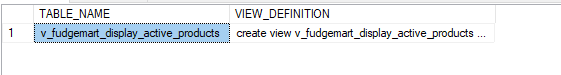 TABLE_NAME VIEW_DEFINITION
1 v_fudgemart_display_active_products create view v_fudgemart_display_active_products ...